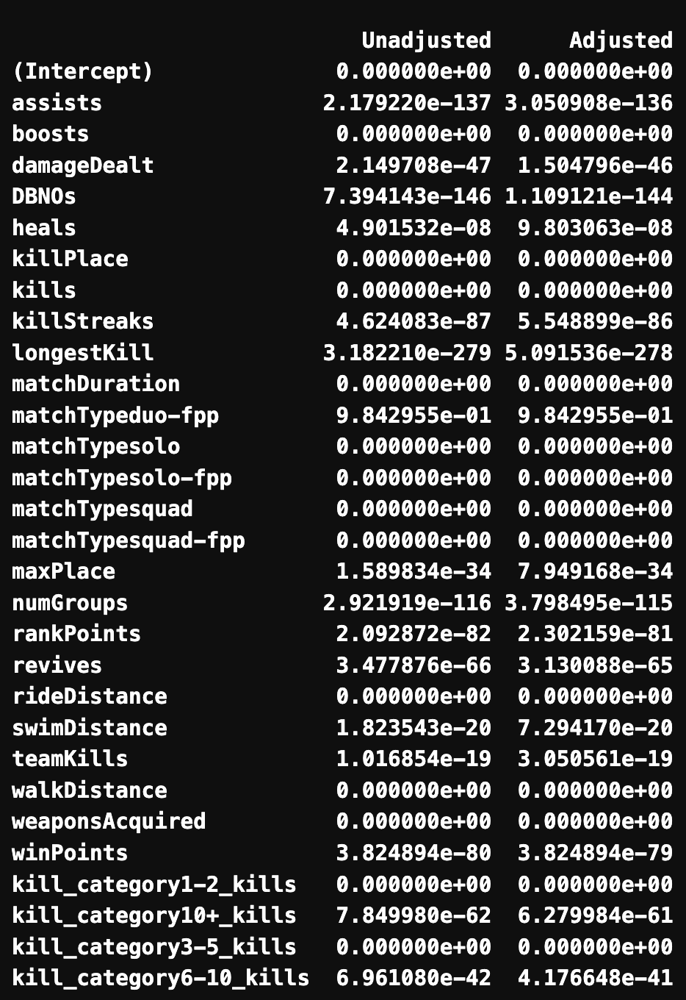 Unadjusted Adjusted
(Intercept) 0.000000e+00 0.000000e+00
assists 2.179220e-137 3.050908e-136
boosts 0.000000e+00 0.000000e+00
damageDealt 2.149708e-47 1.504796e-46
DBNOs 7.394143e-146 1.109121e-144
heals 4.901532e-08 9.803063e-08
killPlace 0.000000e+00 0.000000e+00
kills 0.000000e+00 0.000000e+00
killStreaks 4.624083e-87 5.548899e-86
longestKill 3.182210e-279 5.091536e-278
matchDuration 0.000000e+00 0.000000e+00
matchTypeduo-fpp 9.842955e-01 9.842955e-01
matchTypesolo 0.000000e+00 0.000000e+00
matchTypesolo-fpp 0.000000e+00 0.000000e+00
matchTypesquad 0.000000e+00 0.000000e+00
matchTypesquad-fpp 0.000000e+00 0.000000e+00
maxPlace 1.589834e-34 7.949168e-34
numGroups 2.921919e-116 3.798495e-115
rankPoints 2.092872e-82 2.302159e-81
revives 3.477876e-66 3.130088e-65
rideDistance 0.000000e+00 0.000000e+00
swimDistance 1.823543e-20 7.294170e-20
teamKills 1.016854e-19 3.050561e-19
walkDistance 0.000000e+00 0.000000e+00
weaponsAcquired 0.000000e+00 0.000000e+00
winPoints 3.824894e-80 3.824894e-79
kill_category1-2_kills 0.000000e+00 0.000000e+00
kill_category10+_kills 7.849980e-62 6.279984e-61
kill_category3-5_kills 0.000000e+00 0.000000e+00
kill_category6-10_kills 6.961080e-42 4.176648e-41